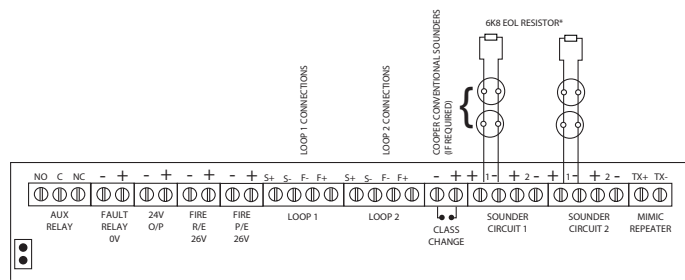 6K8 EOL RESISTOR*
COOPER CONVENTIONAL SOUNDERS
(IF REQUIRED)
LOOP 1 CONNECTIONS
LOOP 2 CONNECTIONS
NO C NC - + - + - + - + S+ S- F- F+ S+ S- F- F+ - + + 1 - + 2 - + 1 - + 2 - TX+ TX-
AUX
RELAY
FAULT
RELAY
0V
24V
O/P
FIRE
R/E
26V
FIRE
P/E
26V
LOOP 1
LOOP 2
CLASS
CHANGE
SOUNDER
CIRCUIT 1
SOUNDER
CIRCUIT 2
MIMIC
REPEATER